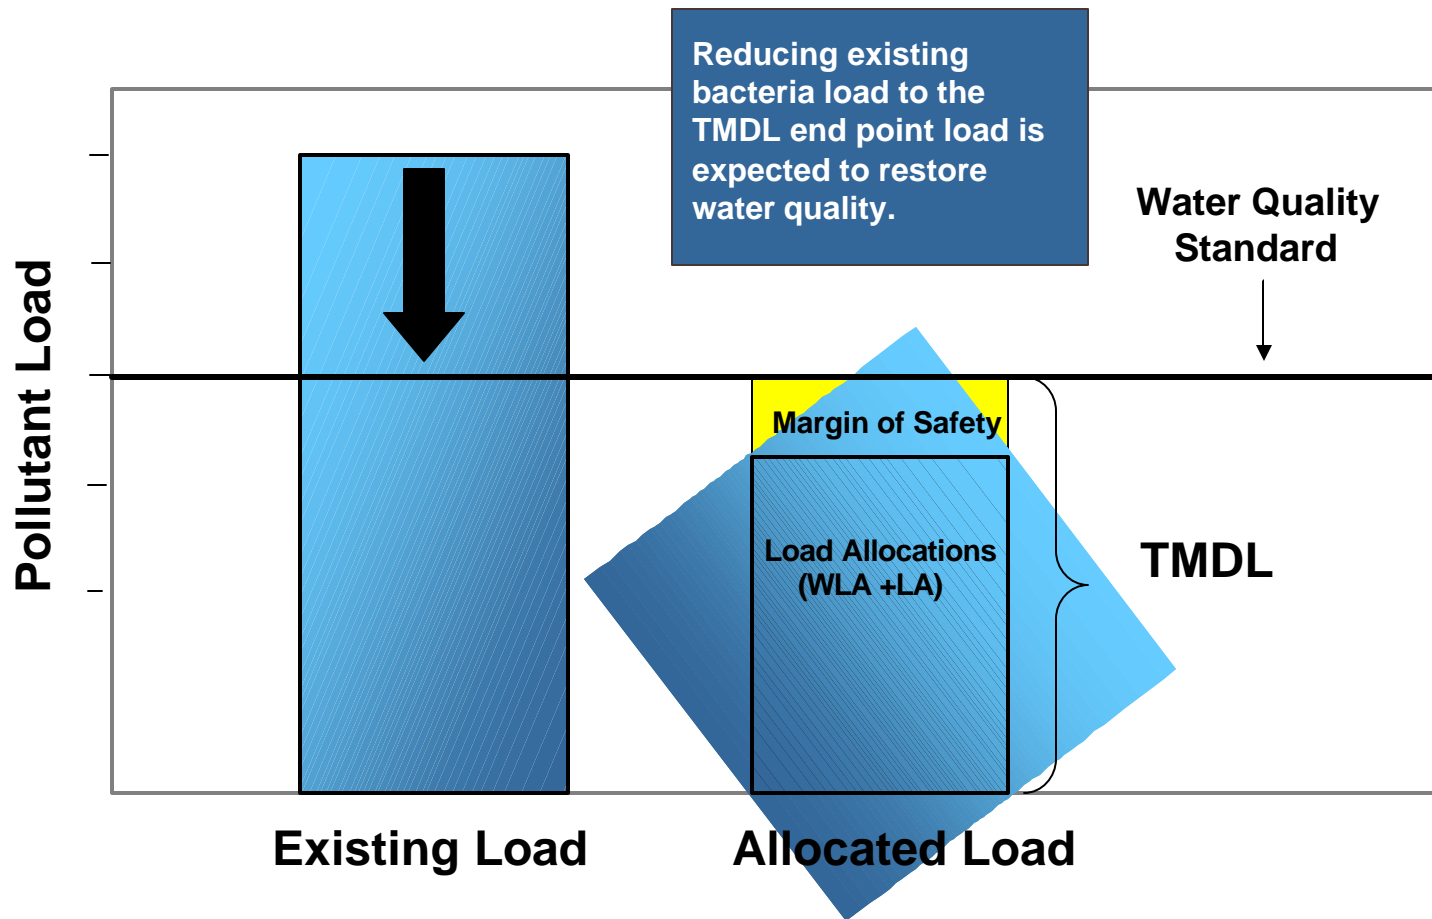 Reducing existing
bacteria load to the
TMDL end point load is
expected to restore
water quality.
Water Quality
Standard
Pollutant Load
Margin of Safety
Load Allocations
(WLA +LA)
TMDL
Existing Load
Allocated Load